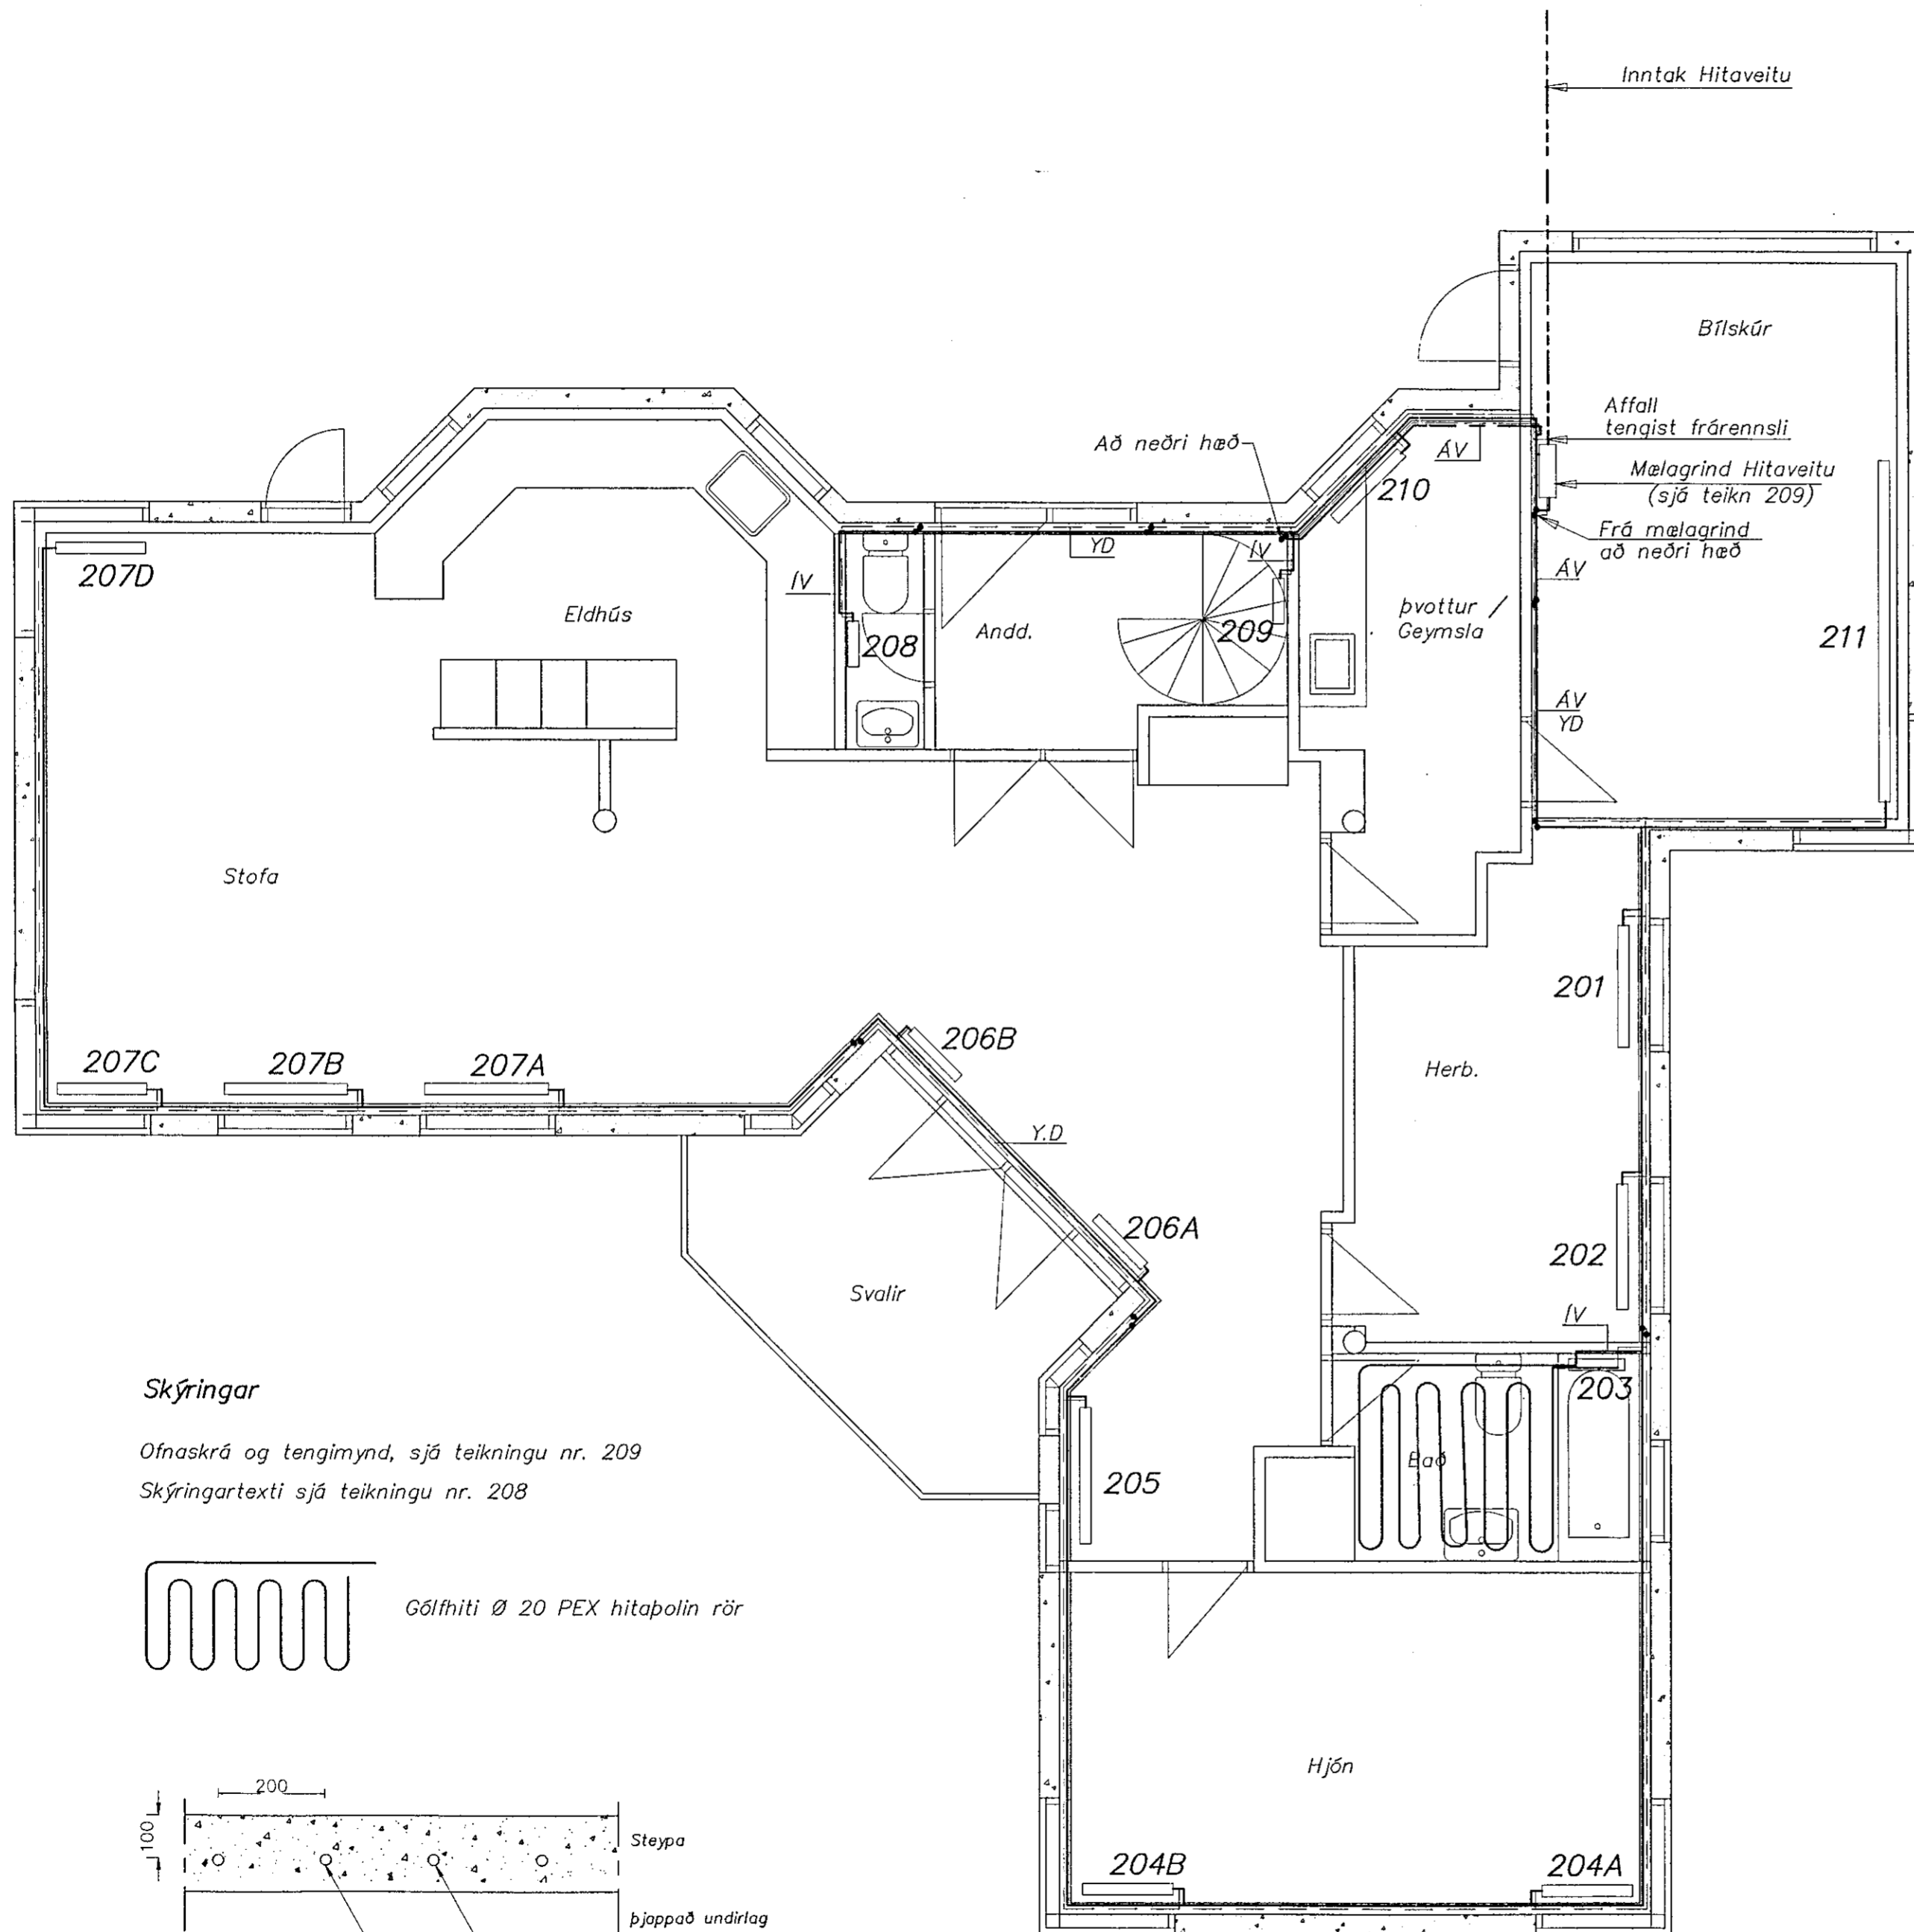 Inntak Hitaveitu
Bílskúr
Affall
tengist frárennsli
Að neðri hæð
ÁV
Mælagrind Hitaveitu
(sjá teikn 209)
210
Frá mælagrind
að neðri hæð
YD
ÍV
207D
ÍV
ÁV
Eldhús
þvottur /
Geymsla
Andd.
208
209
211
ÁV
YD
Stofa
201
206B
207C
207B
207A
Herb.
Y.D
206A
202
Svalir
ÍV
203
Skýringar
Ofnaskrá og tengimynd, sjá teikningu nr. 209
Skýringartexti sjá teikningu nr. 208
Bað
205
Gólfhiti Ø 20 PEX hitaþolin rör
Hjón
200
100
Steypa
204B
204A
þjappað undirlag